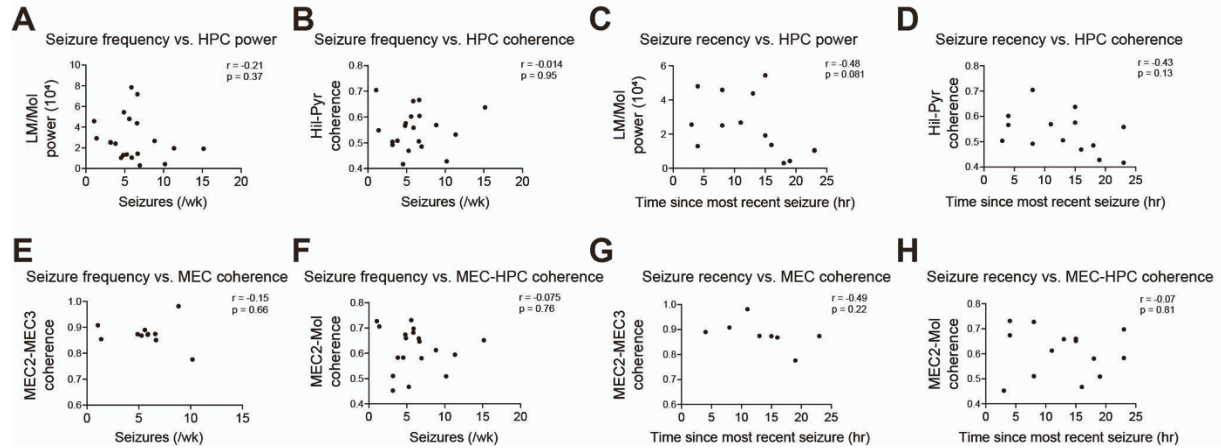 A
Seizure frequency vs. HPC power
r = -0.21
p = 0.37
LM/Mol
power (10⁴)
10
8
6
4
2
0
0 5 10 15 20
Seizures (/wk)
B
Seizure frequency vs. HPC coherence
r = -0.014
p = 0.95
Hil-Pyr
coherence
0.8
0.7
0.6
0.5
0.4
0 5 10 15 20
Seizures (/wk)
C
Seizure recency vs. HPC power
r = -0.48
p = 0.081
LM/Mol
power (10⁴)
6
4
2
0
0 5 10 15 20 25
Time since most recent seizure (hr)
D
Seizure recency vs. HPC coherence
r = -0.43
p = 0.13
Hil-Pyr
coherence
0.8
0.7
0.6
0.5
0.4
0 5 10 15 20 25
Time since most recent seizure (hr)
E
Seizure frequency vs. MEC coherence
r = -0.15
p = 0.66
MEC2-MEC3
coherence
1.0
0.9
0.8
0.7
0.6
0 5 10 15
Seizures (/wk)
F
Seizure frequency vs. MEC-HPC coherence
r = -0.075
p = 0.76
MEC2-Mol
coherence
0.8
0.7
0.6
0.5
0.4
0 5 10 15 20
Seizures (/wk)
G
Seizure recency vs. MEC coherence
r = -0.49
p = 0.22
MEC2-MEC3
coherence
1.2
1.0
0.8
0.6
0 5 10 15 20 25
Time since most recent seizure (hr)
H
Seizure recency vs. MEC-HPC coherence
r = -0.07
p = 0.81
MEC2-Mol
coherence
0.8
0.7
0.6
0.5
0.4
0 5 10 15 20 25
Time since most recent seizure (hr)